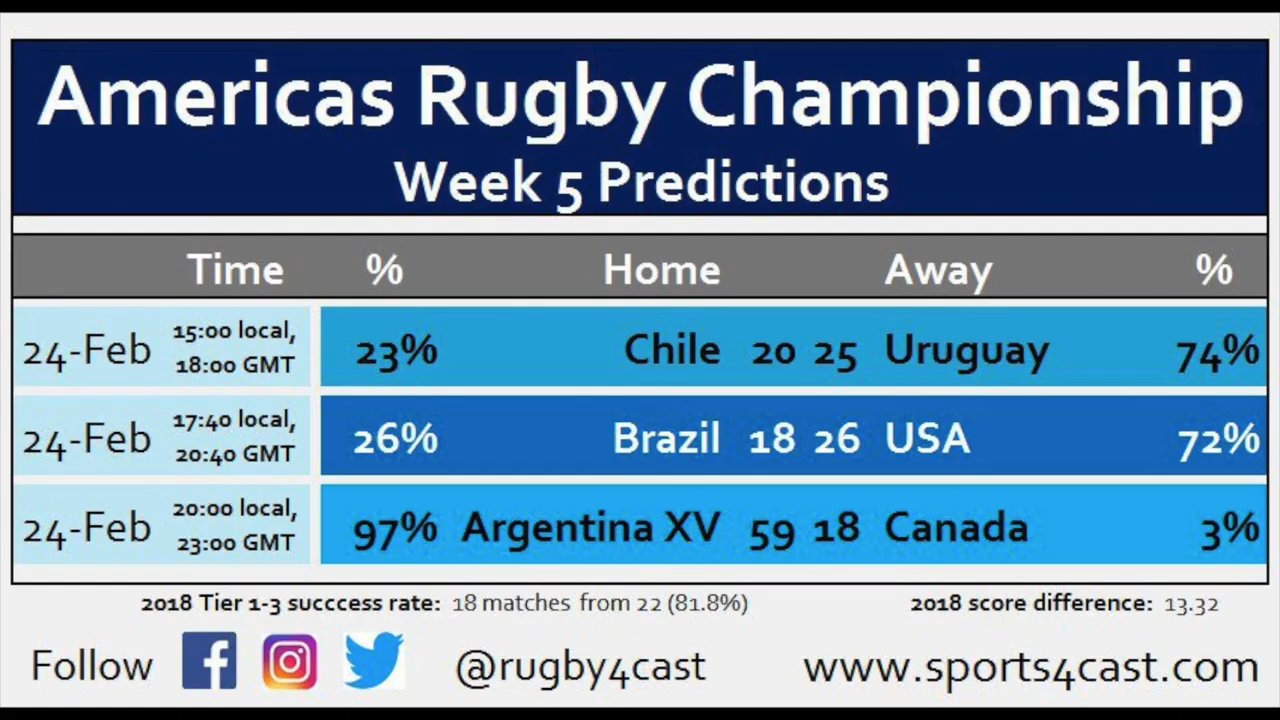 Americas Rugby Championship
Week 5 Predictions
Time % Home Away %
24-Feb 15:00 local, 18:00 GMT 23% Chile 20 25 Uruguay 74%
24-Feb 17:40 local, 20:40 GMT 26% Brazil 18 26 USA 72%
24-Feb 20:00 local, 23:00 GMT 97% Argentina XV 59 18 Canada 3%
2018 Tier 1-3 succcess rate: 18 matches from 22 (81.8%) 2018 score difference: 13.32
Follow @rugby4cast www.sports4cast.com